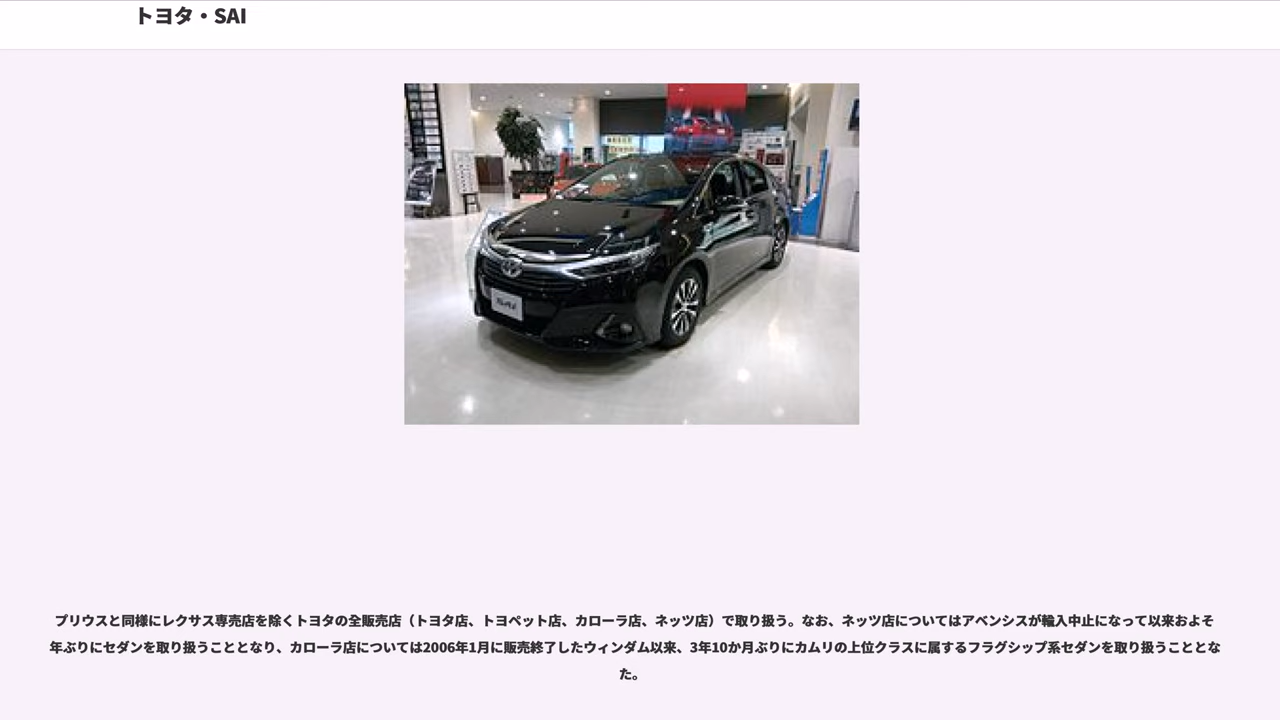 トヨタ・SAI
SAI
プリウスと同様にレクサス専売店を除くトヨタの全販売店（トヨタ店、トヨペット店、カローラ店、ネッツ店）で取り扱う。なお、ネッツ店についてはアベンシスが輸入中止になって以来およそ
年ぶりにセダンを取り扱うこととなり、カローラ店については2006年1月に販売終了したウィンダム以来、3年10か月ぶりにカムリの上位クラスに属するフラグシップ系セダンを取り扱うこととな
た。